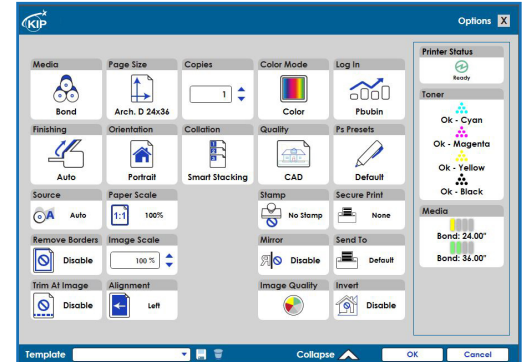 KIP
Options X
Media
Page Size
Copies
Color Mode
Log In
Printer Status
Ready
1
Bond
Arch. D 24x36
Color
Pbubin
Toner
Ok - Cyan
Ok - Magenta
Ok - Yellow
Ok - Black
Finishing
Orientation
Collation
Quality
Ps Presets
1
2
3
Auto
Portrait
Smart Stacking
CAD
Default
Source
Paper Scale
Stamp
Secure Print
A Auto
1:1 100%
No Stamp
None
Media
Bond: 24.00"
Bond: 36.00"
Remove Borders
Image Scale
Mirror
Send To
Disable
100 %
Disable
Default
Trim At Image
Alignment
Image Quality
Invert
Disable
Left
Disable
Template
Collapse
OK
Cancel